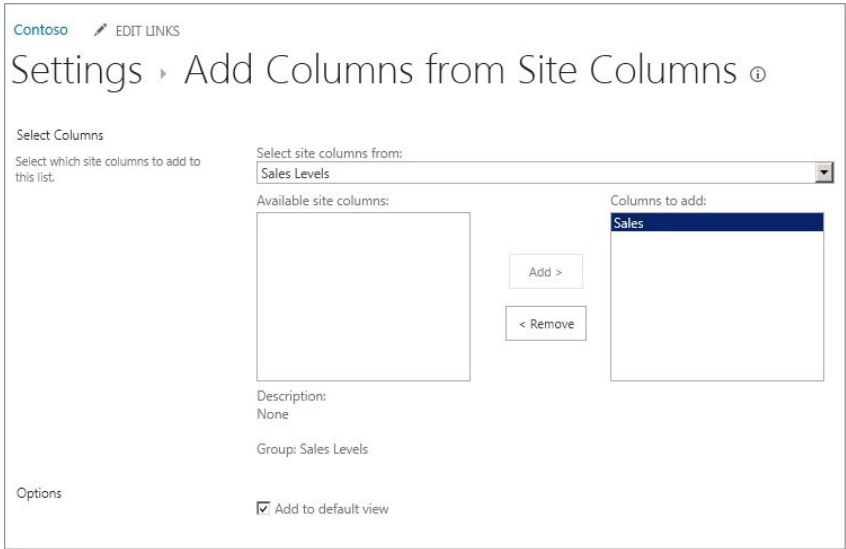 Contoso EDIT LINKS
Settings ▸ Add Columns from Site Columns
Select Columns
Select which site columns to add to
this list.
Select site columns from:
Sales Levels
Available site columns:
Columns to add:
Sales
Add >
< Remove
Description:
None
Group: Sales Levels
Options
Add to default view